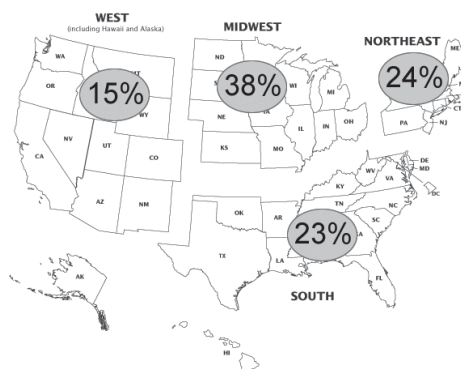 WEST
(including Hawaii and Alaska)
MIDWEST
NORTHEAST
15%
38%
24%
23%
SOUTH
WA
OR
CA
NV
UT
AZ
WY
CO
NM
ND
NE
KS
IA
MO
WI
MI
IL
IN
OH
OK
TX
AR
LA
KY
TN
WV
VA
NC
SC
FL
DE
MD
DC
PA
NJ
CT
ME
AK
HI